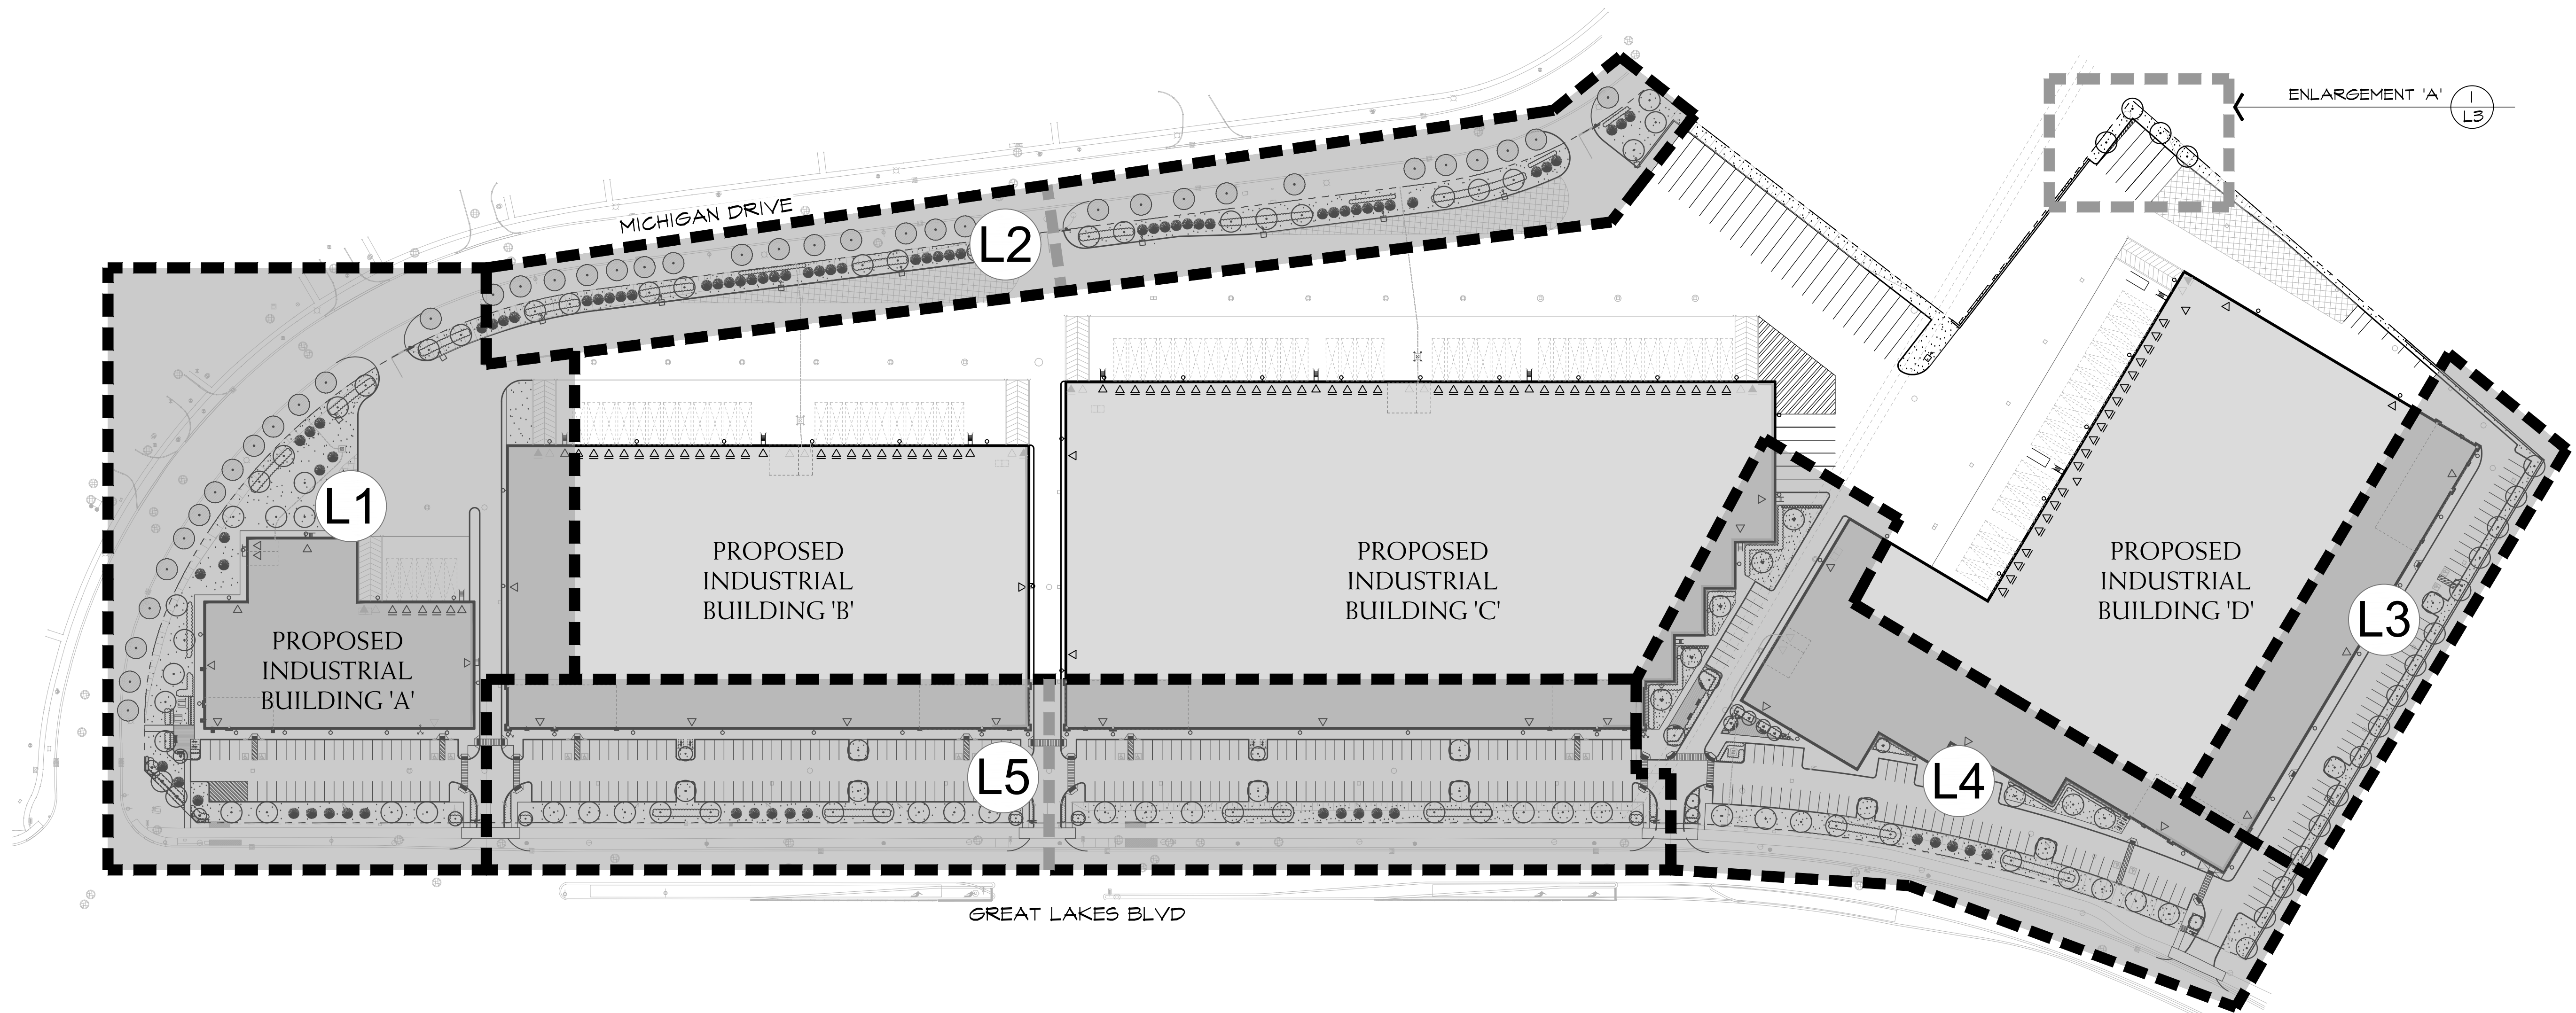 ENLARGEMENT 'A'
1
L3
MICHIGAN DRIVE
L2
L1
PROPOSED
INDUSTRIAL
BUILDING 'A'
PROPOSED
INDUSTRIAL
BUILDING 'B'
PROPOSED
INDUSTRIAL
BUILDING 'C'
PROPOSED
INDUSTRIAL
BUILDING 'D'
L3
L5
L4
GREAT LAKES BLVD